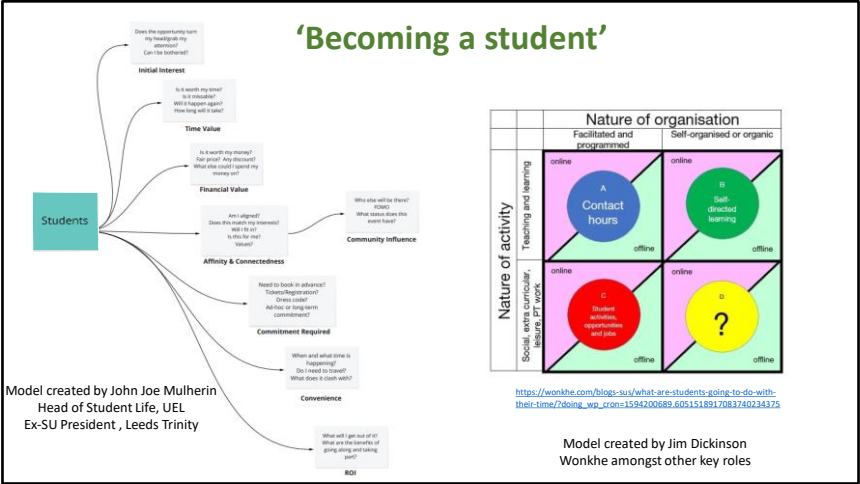 ‘Becoming a student’
Does the opportunity turn
my head/grab my
attention?
Can I be bothered?
Initial Interest
Is it worth my time?
Is it missable?
Will it happen again?
How long will it take?
Time Value
Is it worth my money?
Fair price? Any discount?
What else could I spend my
money on?
Financial Value
Students
Am I aligned?
Does this match my interests?
Will I fit in?
Is this for me?
Values?
Affinity & Connectedness
Who else will be there?
FOMO
What status does this
event have?
Community Influence
Need to book in advance?
Tickets/Registration?
Dress code?
Ad-hoc or long-term
commitment?
Commitment Required
When and what time is
happening?
Do I need to travel?
What does it clash with?
Convenience
What will I get out of it?
What are the benefits of
going along and taking
part?
ROI
Model created by John Joe Mulherin
Head of Student Life, UEL
Ex-SU President , Leeds Trinity
Nature of organisation
Facilitated and
programmed
Self-organised or organic
Nature of activity
Teaching and learning
online
A
Contact
hours
offline
online
B
Self-
directed
learning
offline
Social, extra curricular,
leisure, PT work
online
C
Student
activities,
opportunities
and jobs
offline
online
D
?
offline
https://wonkhe.com/blogs-sus/what-are-students-going-to-do-with-
their-time/?doing_wp_cron=1594200689.6051518917083740234375
Model created by Jim Dickinson
Wonkhe amongst other key roles